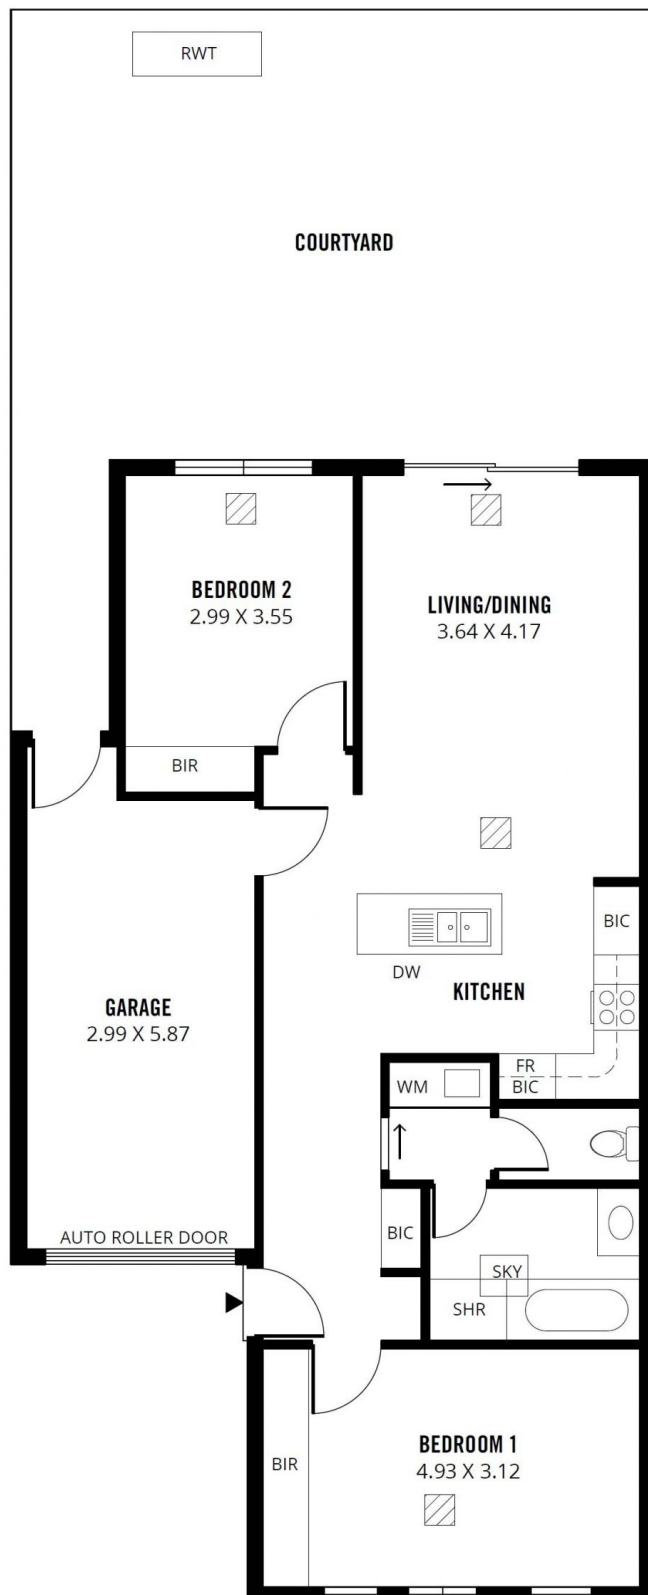 RWT
COURTYARD
BEDROOM 2
2.99 X 3.55
LIVING/DINING
3.64 X 4.17
BIR
BIC
DW
KITCHEN
GARAGE
2.99 X 5.87
FR
BIC
WM
BIC
AUTO ROLLER DOOR
SKY
SHR
BEDROOM 1
4.93 X 3.12
BIR